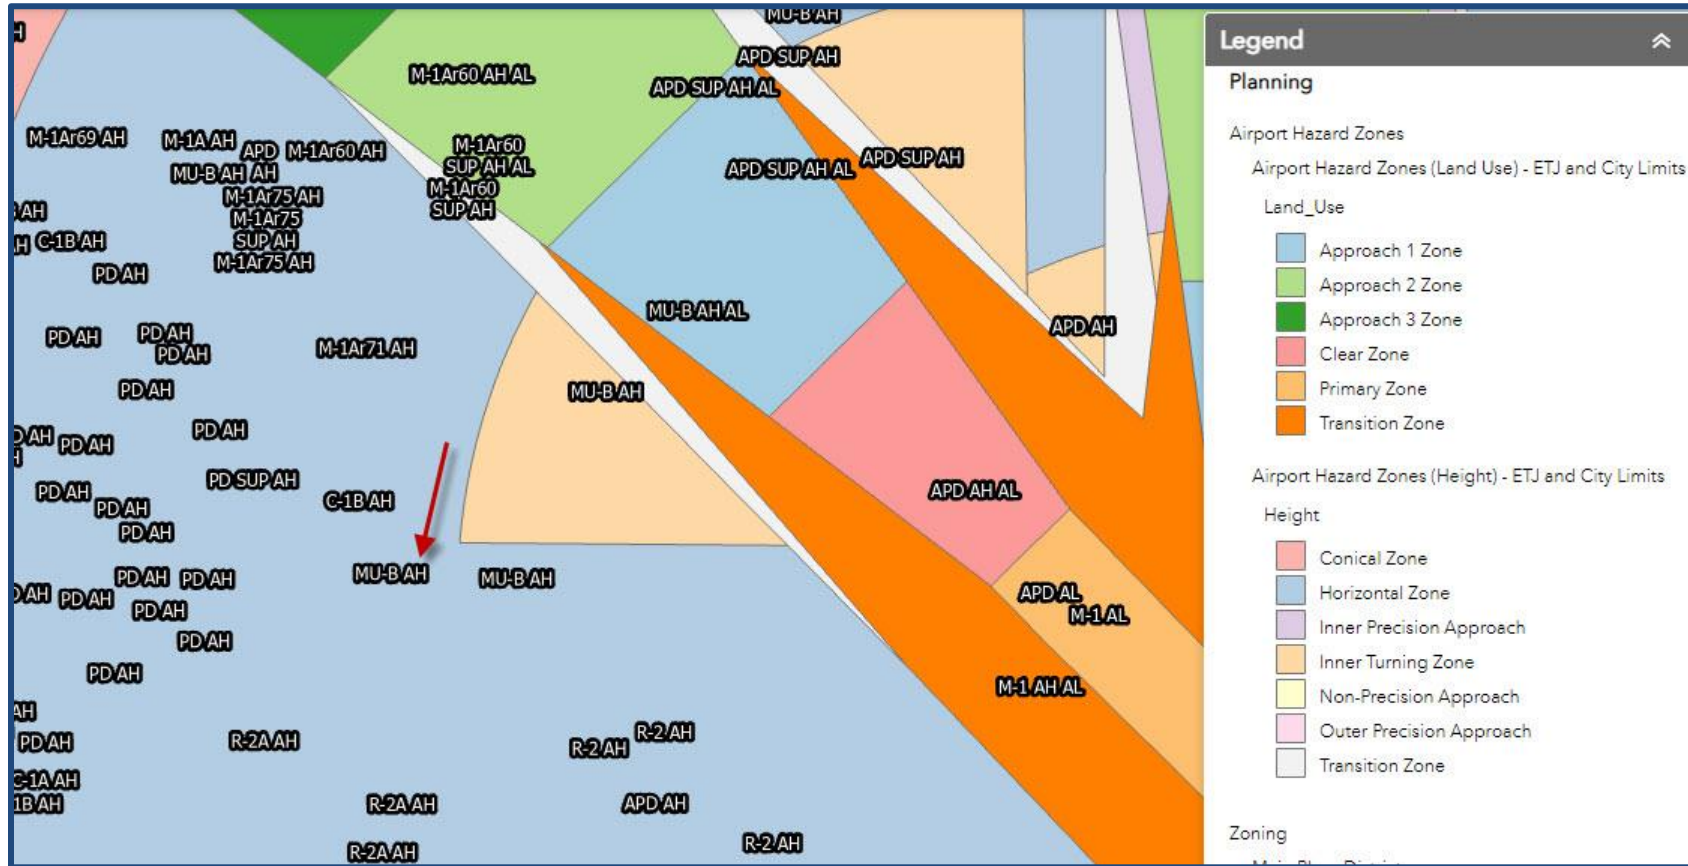 MU-B AH
APD SUP AH
M-1Ar60 AH AL
APD SUP AH AL
M-1Ar69 AH
M-1A AH
APD
AH
M-1Ar60 AH
MU-B AH
M-1Ar75 AH
M-1Ar75
SUP AH
M-1Ar75 AH
M-1Ar60
SUP AH AL
M-1Ar60
SUP AH
APD SUP AH AL
APD SUP AH
AH
C-1B AH
PD AH
MU-B AH AL
APD AH
PD AH
PD AH
PD AH
M-1Ar71 AH
PD AH
MU-B AH
PD AH
AH
PD AH
PD SUP AH
C-1B AH
PD AH
PD AH
PD AH
APD AH AL
MU-B AH
MU-B AH
PD AH
PD AH
AH
PD AH
PD AH
PD AH
PD AH
APD AL
M-1 AL
M-1 AH AL
AH
PD AH
R-2A AH
R-2 AH
R-2 AH
C-1A AH
1B AH
R-2A AH
APD AH
R-2A AH
R-2 AH
Legend
Planning
Airport Hazard Zones
Airport Hazard Zones (Land Use) - ETJ and City Limits
Land_Use
Approach 1 Zone
Approach 2 Zone
Approach 3 Zone
Clear Zone
Primary Zone
Transition Zone
Airport Hazard Zones (Height) - ETJ and City Limits
Height
Conical Zone
Horizontal Zone
Inner Precision Approach
Inner Turning Zone
Non-Precision Approach
Outer Precision Approach
Transition Zone
Zoning